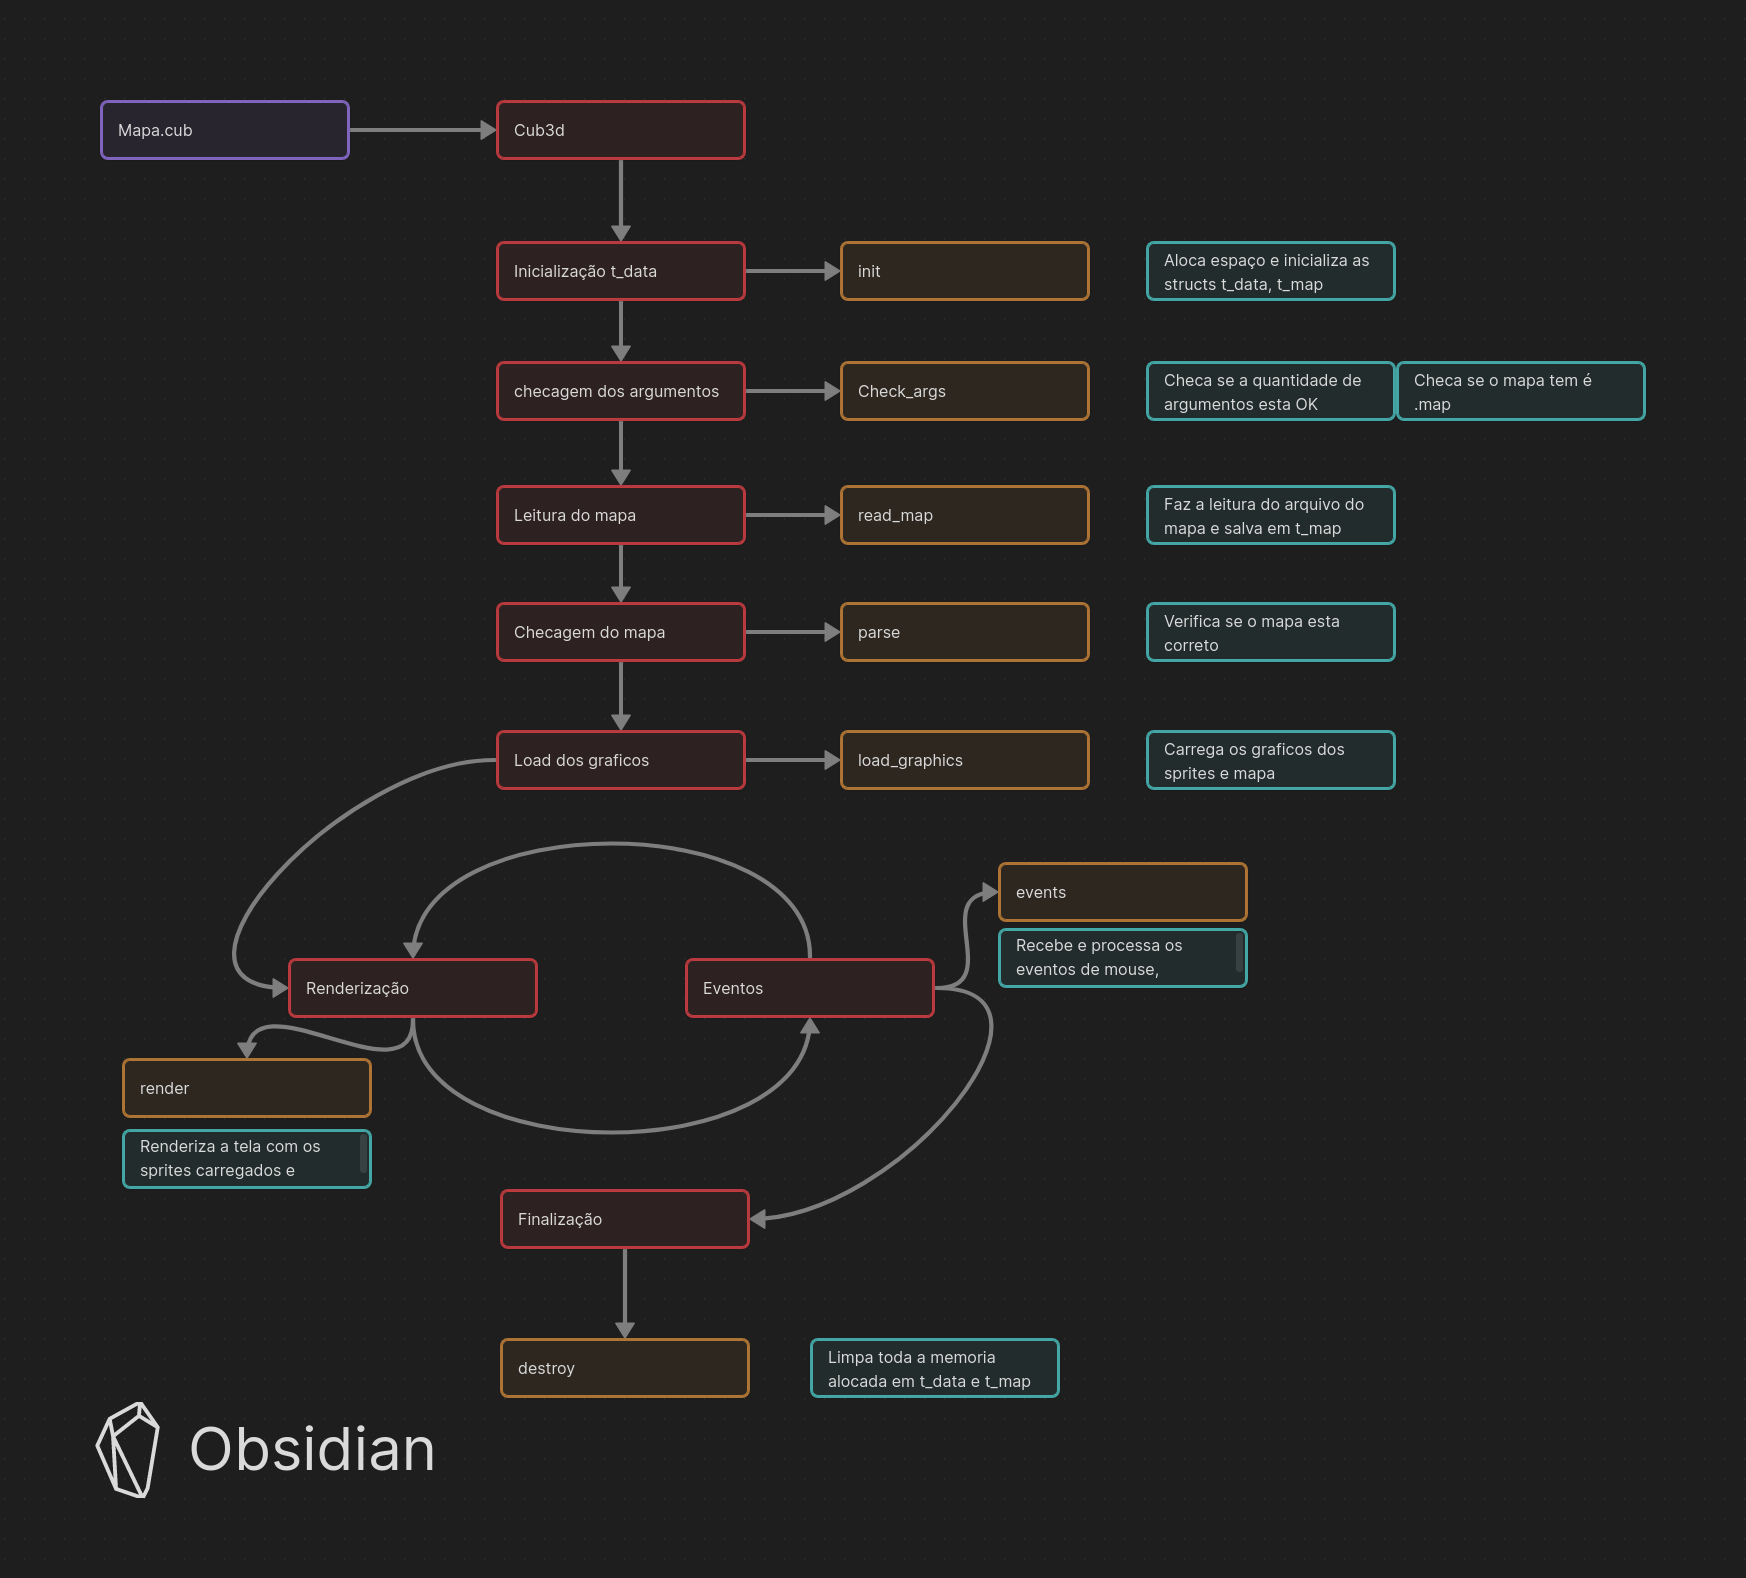 Mapa.cub
Cub3d
Inicialização t_data
init
Aloca espaço e inicializa as
structs t_data, t_map
checagem dos argumentos
Check_args
Checa se a quantidade de
argumentos esta OK
Checa se o mapa tem é
.map
Leitura do mapa
read_map
Faz a leitura do arquivo do
mapa e salva em t_map
Checagem do mapa
parse
Verifica se o mapa esta
correto
Load dos graficos
load_graphics
Carrega os graficos dos
sprites e mapa
events
Recebe e processa os
eventos de mouse,
Renderização
Eventos
render
Renderiza a tela com os
sprites carregados e
Finalização
destroy
Limpa toda a memoria
alocada em t_data e t_map
Obsidian